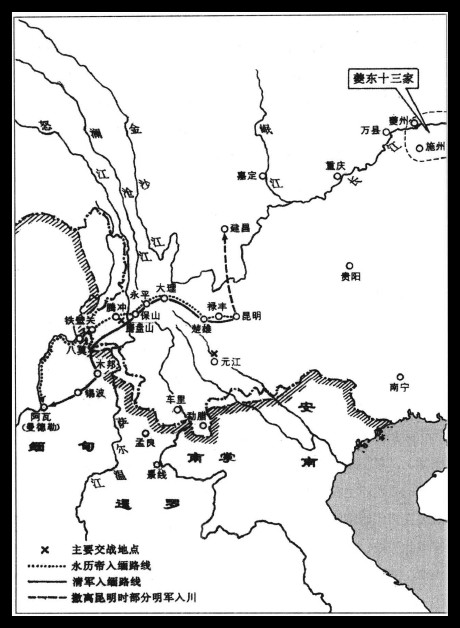 夔东十三家
夔州
万县
施州
怒
江
澜
沧
江
金
沙
江
岷
江
嘉定
重庆
长
江
建昌
贵阳
永平
大理
腾冲
保山
磨盘山
禄丰
昆明
楚雄
铁壁关
八莫
木邦
元江
南宁
锡波
阿瓦
(曼德勒)
车里
勐腊
孟艮
景线
萨
尔
温
江
缅 甸
暹 罗
南 掌
安
南
主要交战地点
永历帝入缅路线
清军入缅路线
撤离昆明时部分明军入川